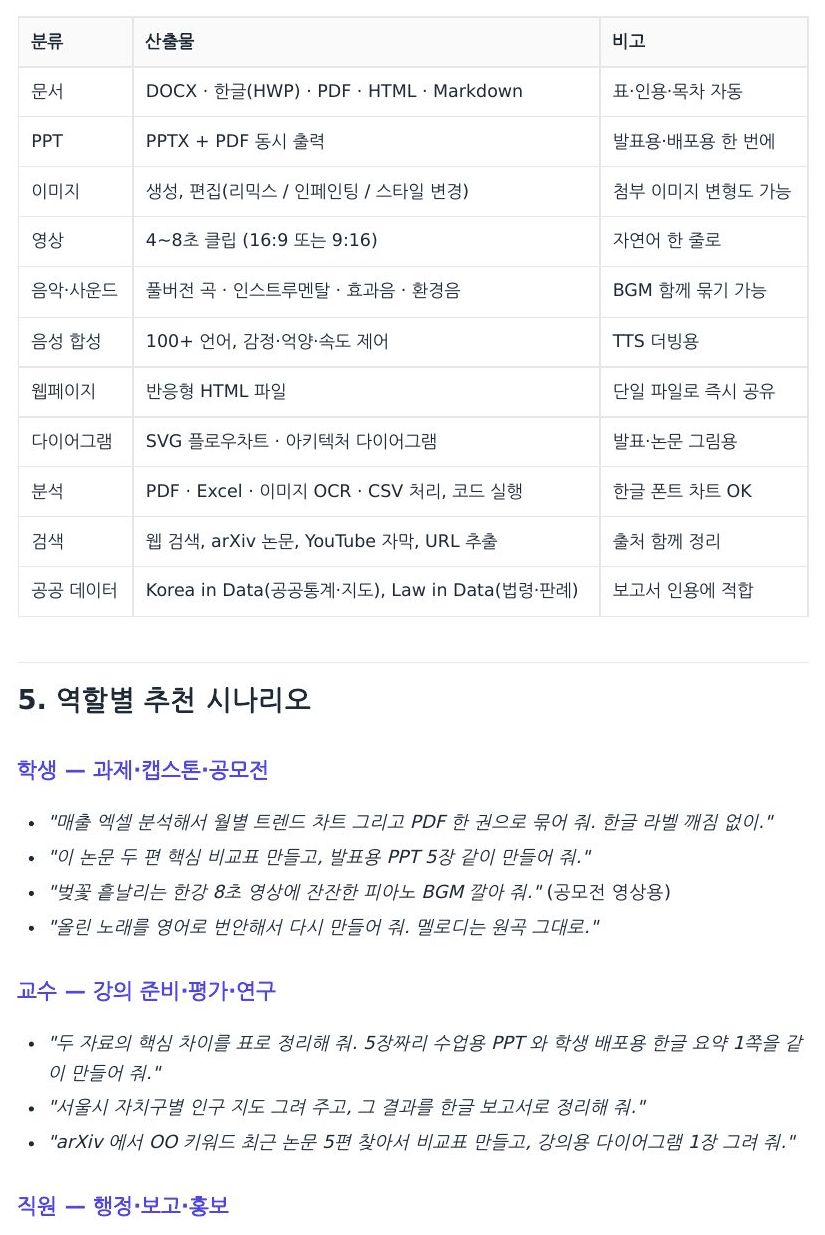 분류 산출물 비고
문서 DOCX · 한글(HWP) · PDF · HTML · Markdown 표·인용·목차 자동
PPT PPTX + PDF 동시 출력 발표용·배포용 한 번에
이미지 생성, 편집(리믹스 / 인페인팅 / 스타일 변경) 첨부 이미지 변형도 가능
영상 4~8초 클립 (16:9 또는 9:16) 자연어 한 줄로
음악·사운드 풀버전 곡 · 인스트루멘탈 · 효과음 · 환경음 BGM 함께 묶기 가능
음성 합성 100+ 언어, 감정·억양·속도 제어 TTS 더빙용
웹페이지 반응형 HTML 파일 단일 파일로 즉시 공유
다이어그램 SVG 플로우차트 · 아키텍처 다이어그램 발표·논문 그림용
분석 PDF · Excel · 이미지 OCR · CSV 처리, 코드 실행 한글 폰트 차트 OK
검색 웹 검색, arXiv 논문, YouTube 자막, URL 추출 출처 함께 정리
공공 데이터 Korea in Data(공공통계·지도), Law in Data(법령·판례) 보고서 인용에 적합
5. 역할별 추천 시나리오
학생 — 과제·캡스톤·공모전
• "매출 엑셀 분석해서 월별 트렌드 차트 그리고 PDF 한 권으로 묶어 줘. 한글 라벨 깨짐 없이."
• "이 논문 두 편 핵심 비교표 만들고, 발표용 PPT 5장 같이 만들어 줘."
• "벚꽃 흩날리는 한강 8초 영상에 잔잔한 피아노 BGM 깔아 줘." (공모전 영상용)
• "올린 노래를 영어로 번안해서 다시 만들어 줘. 멜로디는 원곡 그대로."
교수 — 강의 준비·평가·연구
• "두 자료의 핵심 차이를 표로 정리해 줘. 5장짜리 수업용 PPT 와 학생 배포용 한글 요약 1쪽을 같
이 만들어 줘."
• "서울시 자치구별 인구 지도 그려 주고, 그 결과를 한글 보고서로 정리해 줘."
• "arXiv 에서 OO 키워드 최근 논문 5편 찾아서 비교표 만들고, 강의용 다이어그램 1장 그려 줘."
직원 — 행정·보고·홍보